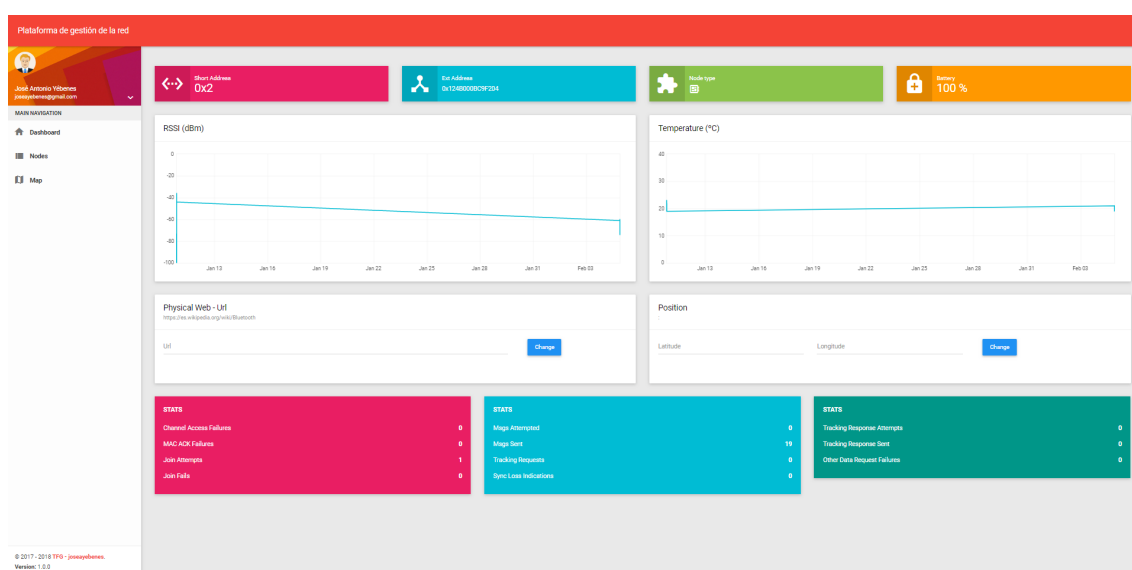 Plataforma de gestión de la red
José Antonio Yébenes
joseayebenes@gmail.com
MAIN NAVIGATION
Dashboard
Nodes
Map
Short Address
0x2
Ext Address
0x124B000BC9F2D4
Node type
Battery
100 %
RSSI (dBm)
0
-20
-40
-60
-80
-100
Jan 13 Jan 16 Jan 19 Jan 22 Jan 25 Jan 28 Jan 31 Feb 03
Temperature (ºC)
40
30
20
10
0
Jan 13 Jan 16 Jan 19 Jan 22 Jan 25 Jan 28 Jan 31 Feb 03
Physical Web - Url
https://es.wikipedia.org/wiki/Bluetooth
Url
Change
Position
Latitude Longitude Change
STATS
Channel Access Failures 0
MAC ACK Failures 0
Join Attempts 1
Join Fails 0
STATS
Msgs Attempted 0
Msgs Sent 19
Tracking Requests 0
Sync Loss Indications 0
STATS
Tracking Response Attempts 0
Tracking Response Sent 0
Other Data Request Failures 0
© 2017 - 2018 TFG - joseayebenes.
Version: 1.0.0